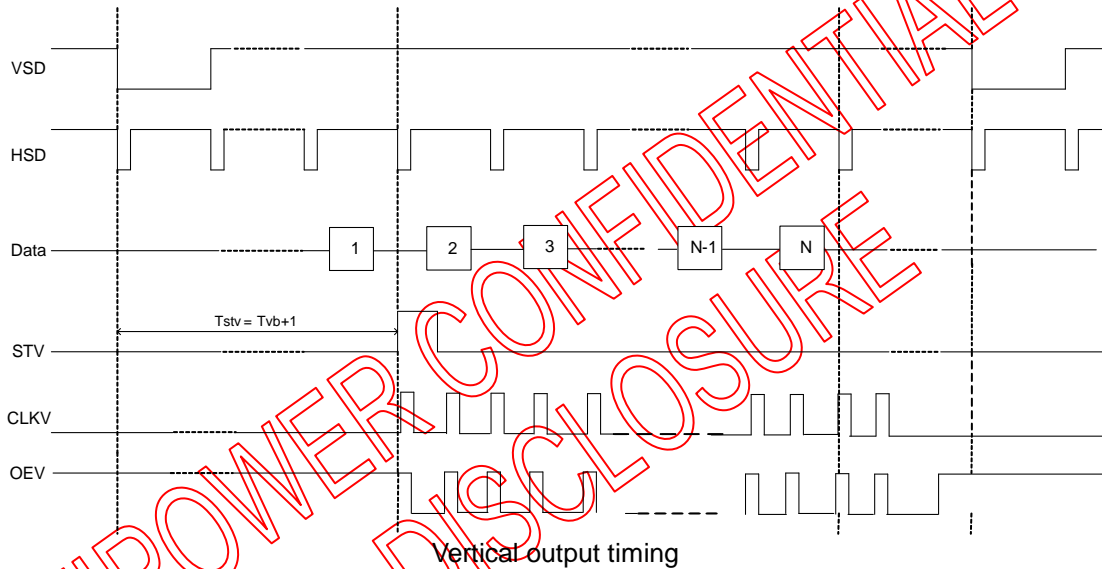 VSD
HSD
Data
1
2
3
N-1
N
Tstv = Tvb+1
STV
CLKV
OEV
POWER CONFIDENTIAL
DISCLOSURE
Vertical output timing